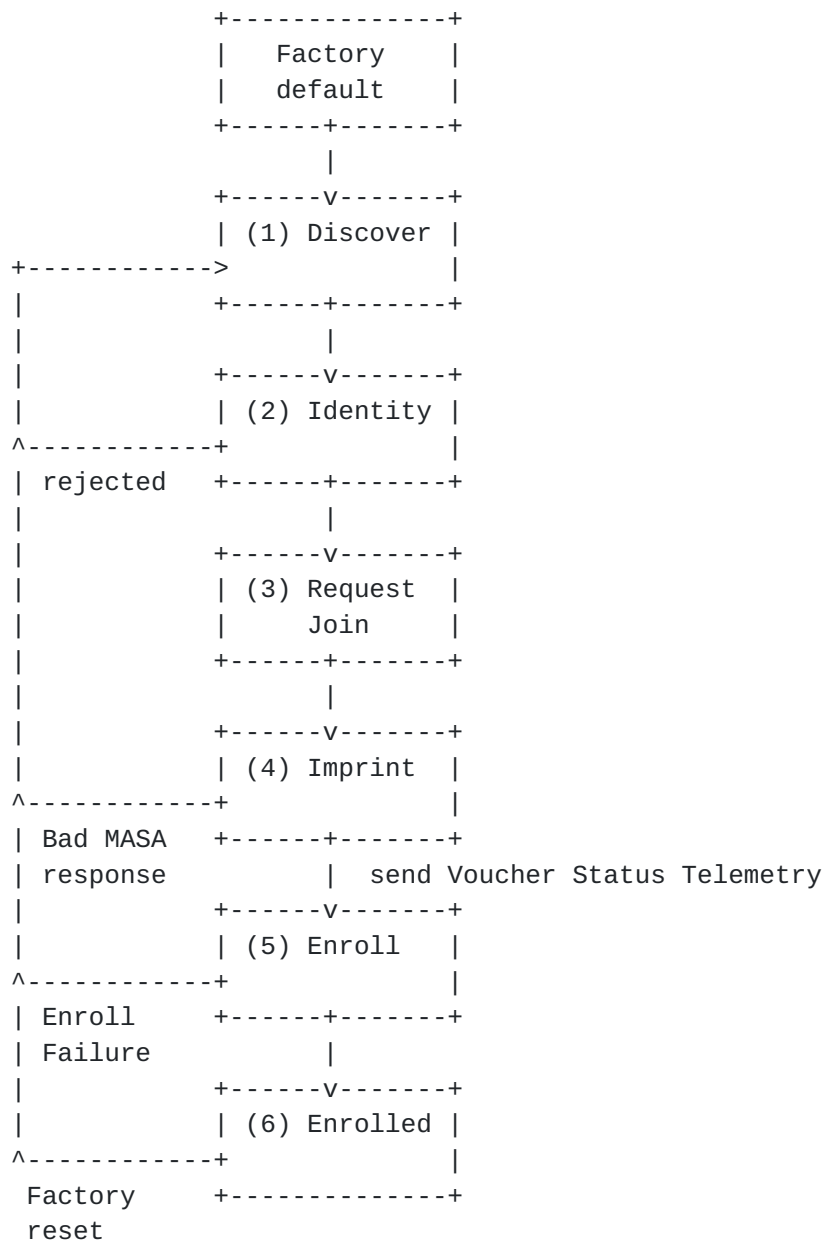 Factory
default
(1) Discover
(2) Identity
rejected
(3) Request
Join
(4) Imprint
Bad MASA
response
send Voucher Status Telemetry
(5) Enroll
Enroll
Failure
(6) Enrolled
Factory
reset